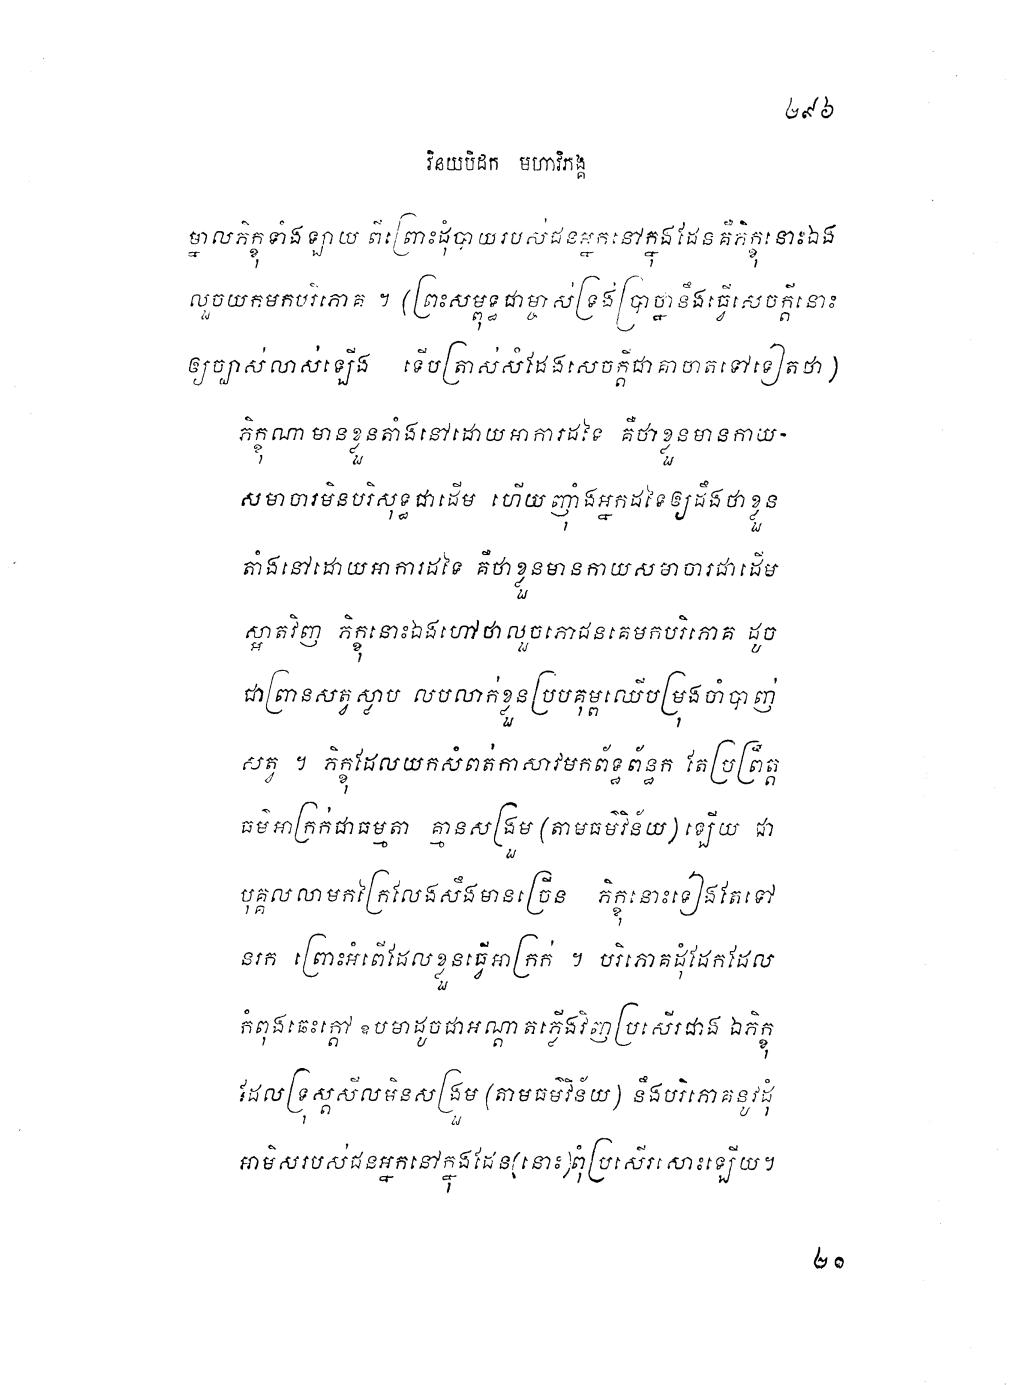 ២៩៦
វិនយបិដក មហាវិភង្គ
ម្នាលភិក្ខុទាំងឡាយ ពីព្រោះដុំបាយរបស់ជនអ្នកនៅក្នុងដែនគឺភិក្ខុនោះឯង
លួចយកមកបរិភោគ ។ (ព្រះសម្ពុទ្ធជាម្ចាស់ទ្រង់ប្រាថ្នានឹងធ្វើសេចក្តីនោះ
ឲ្យច្បាស់លាស់ឡើង ទើបត្រាស់សំដែងសេចក្តីជាគាថាតទៅទៀតថា)
ភិក្ខុណាមានខ្លួនតាំងនៅដោយអាការដទៃ គឺថាខ្លួនមានកាយ-
សមាចារមិនបរិសុទ្ធជាដើម ហើយញ៉ាំងអ្នកដទៃឲ្យដឹងថាខ្លួន
តាំងនៅដោយអាការដទៃ គឺថាខ្លួនមានកាយសមាចារជាដើម
ស្អាតវិញ ភិក្ខុនោះឯងហៅថាលួចភោជនគេមកបរិភោគ ដូច
ជាព្រានសត្វស្លាប លបលាក់ខ្លួនប្របគុម្ពឈើបម្រុងចាំបាញ់
សត្វ ។ ភិក្ខុដែលយកសំពត់កាសាវមកព័ទ្ធព័ន្ធក តែប្រព្រឹត្ត
ធម៌អាក្រក់ជាធម្មតា គ្មានសង្រួម (តាមធម៌វិន័យ) ឡើយ ជា
បុគ្គលលាមកក្រៃលែងសឹងមានច្រើន ភិក្ខុនោះទៀងតែទៅ
នរក ព្រោះអំពើដែលខ្លួនធ្វើអាក្រក់ ។ បរិភោគដុំដែកដែល
កំពុងឆេះក្តៅ ឧបមាដូចជាអណ្តាតភ្លើងវិញប្រសើរជាង ឯភិក្ខុ
ដែលទ្រុស្តសីលមិនសង្រួម (តាមធម៌វិន័យ) នឹងបរិភោគនូវដុំ
អាមិសរបស់ជនអ្នកនៅក្នុងដែន(នោះ)ពុំប្រសើរសោះឡើយ។
២០